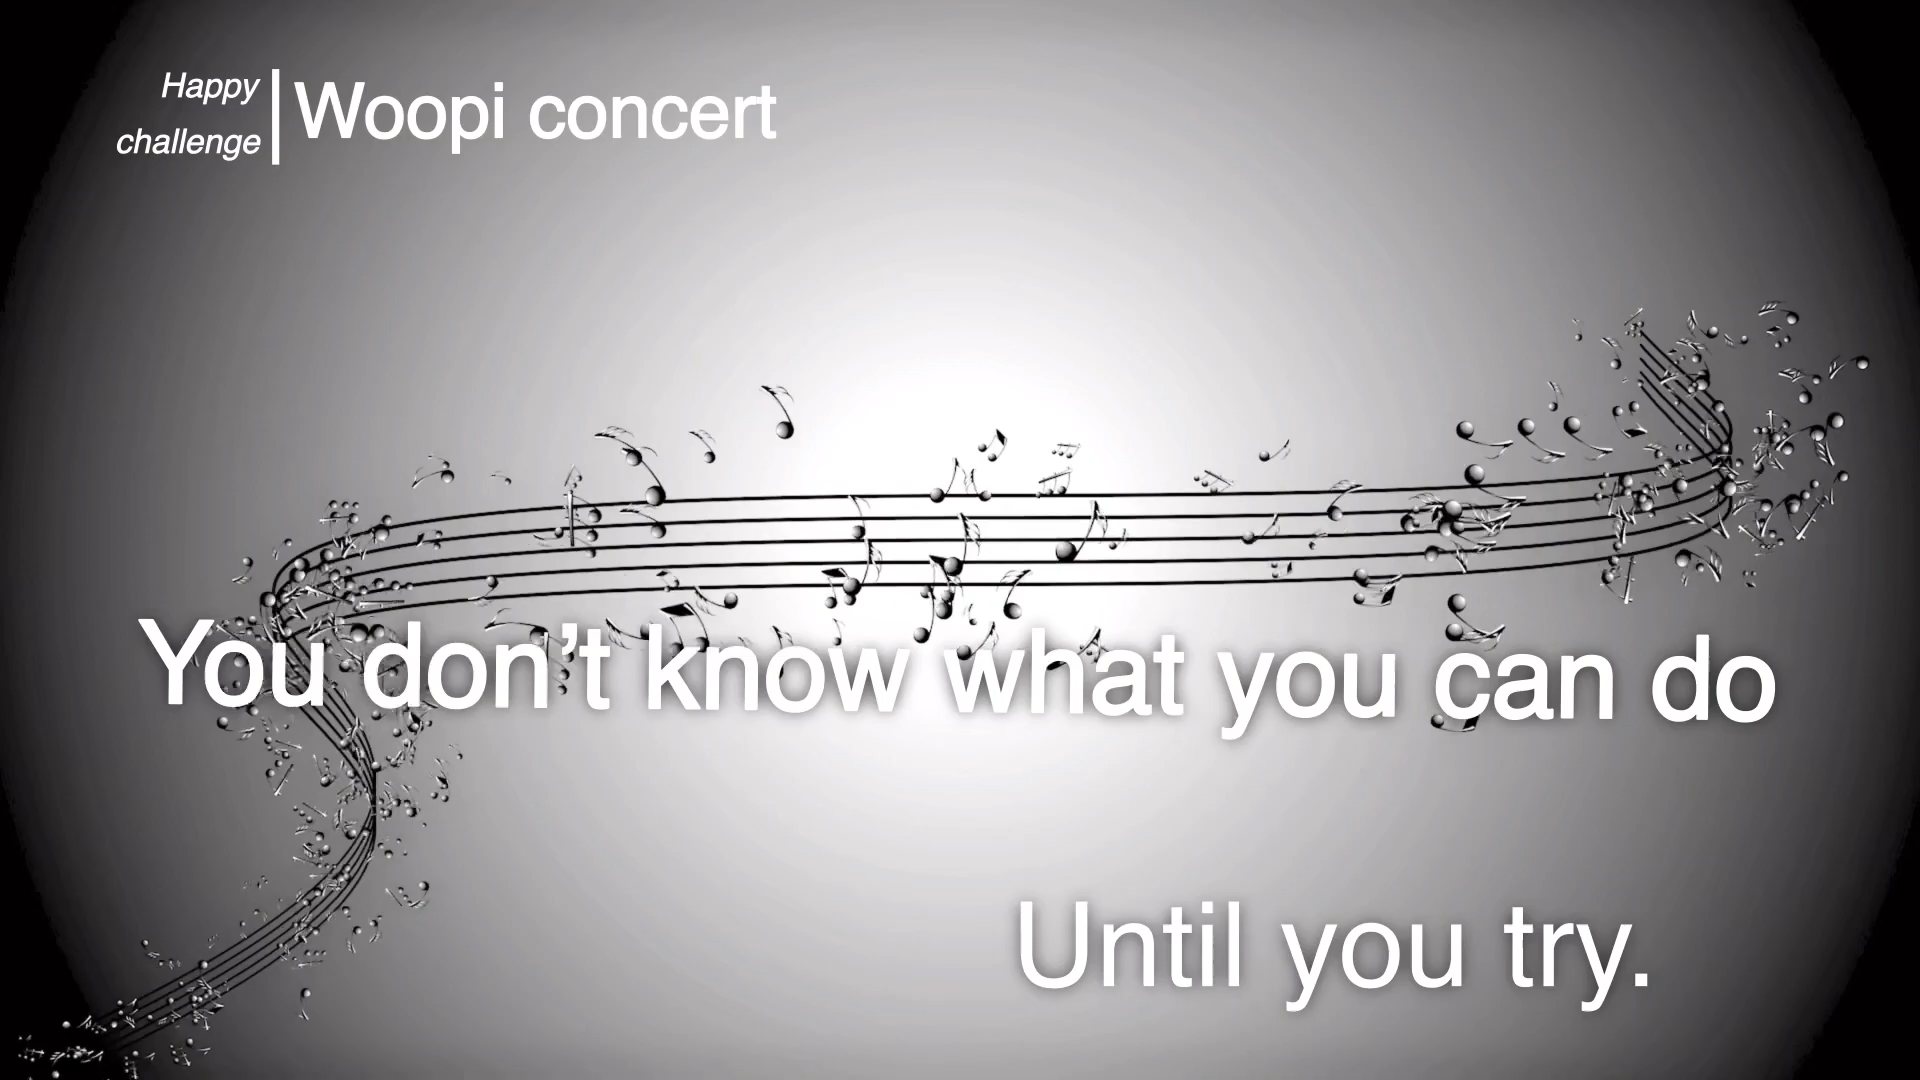 Happy
challenge
Woopi concert
You don’t know what you can do
Until you try.